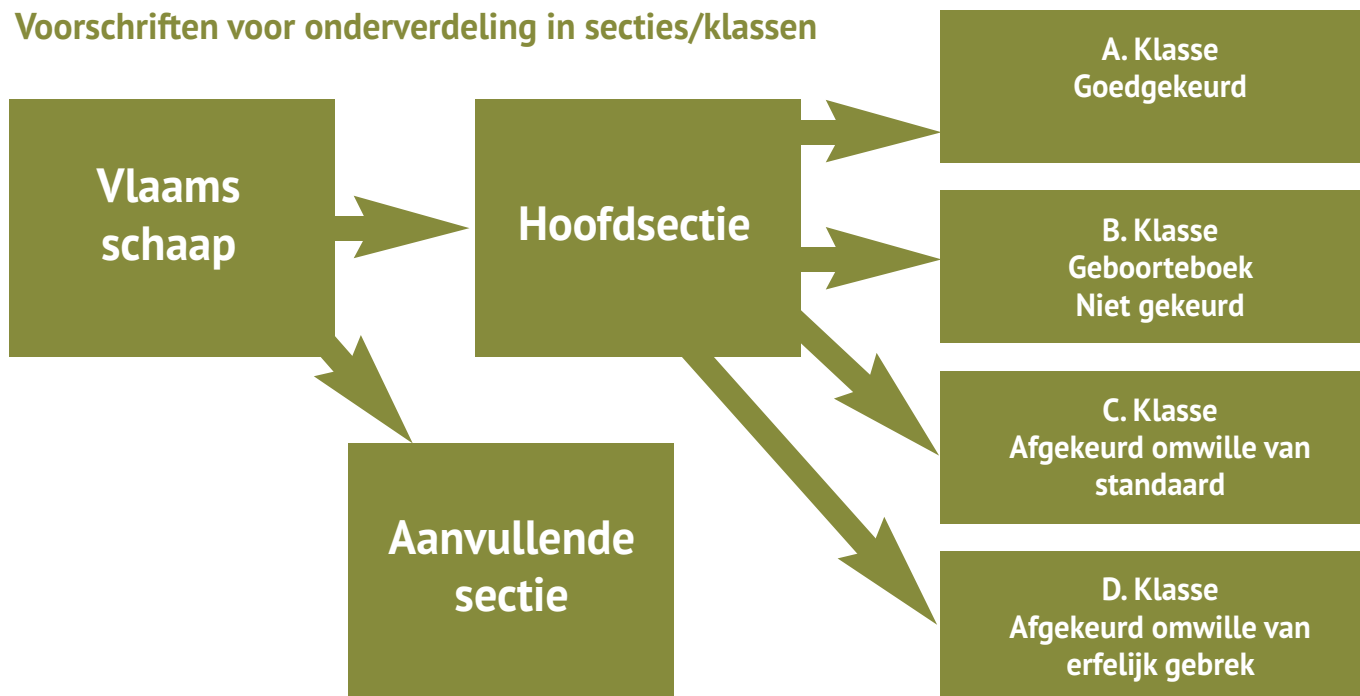 Voorschriften voor onderverdeling in secties/klassen
Vlaams
schaap
Hoofdsectie
Aanvullende
sectie
A. Klasse
Goedgekeurd
B. Klasse
Geboorteboek
Niet gekeurd
C. Klasse
Afgekeurd omwille van
standaard
D. Klasse
Afgekeurd omwille van
erfelijk gebrek